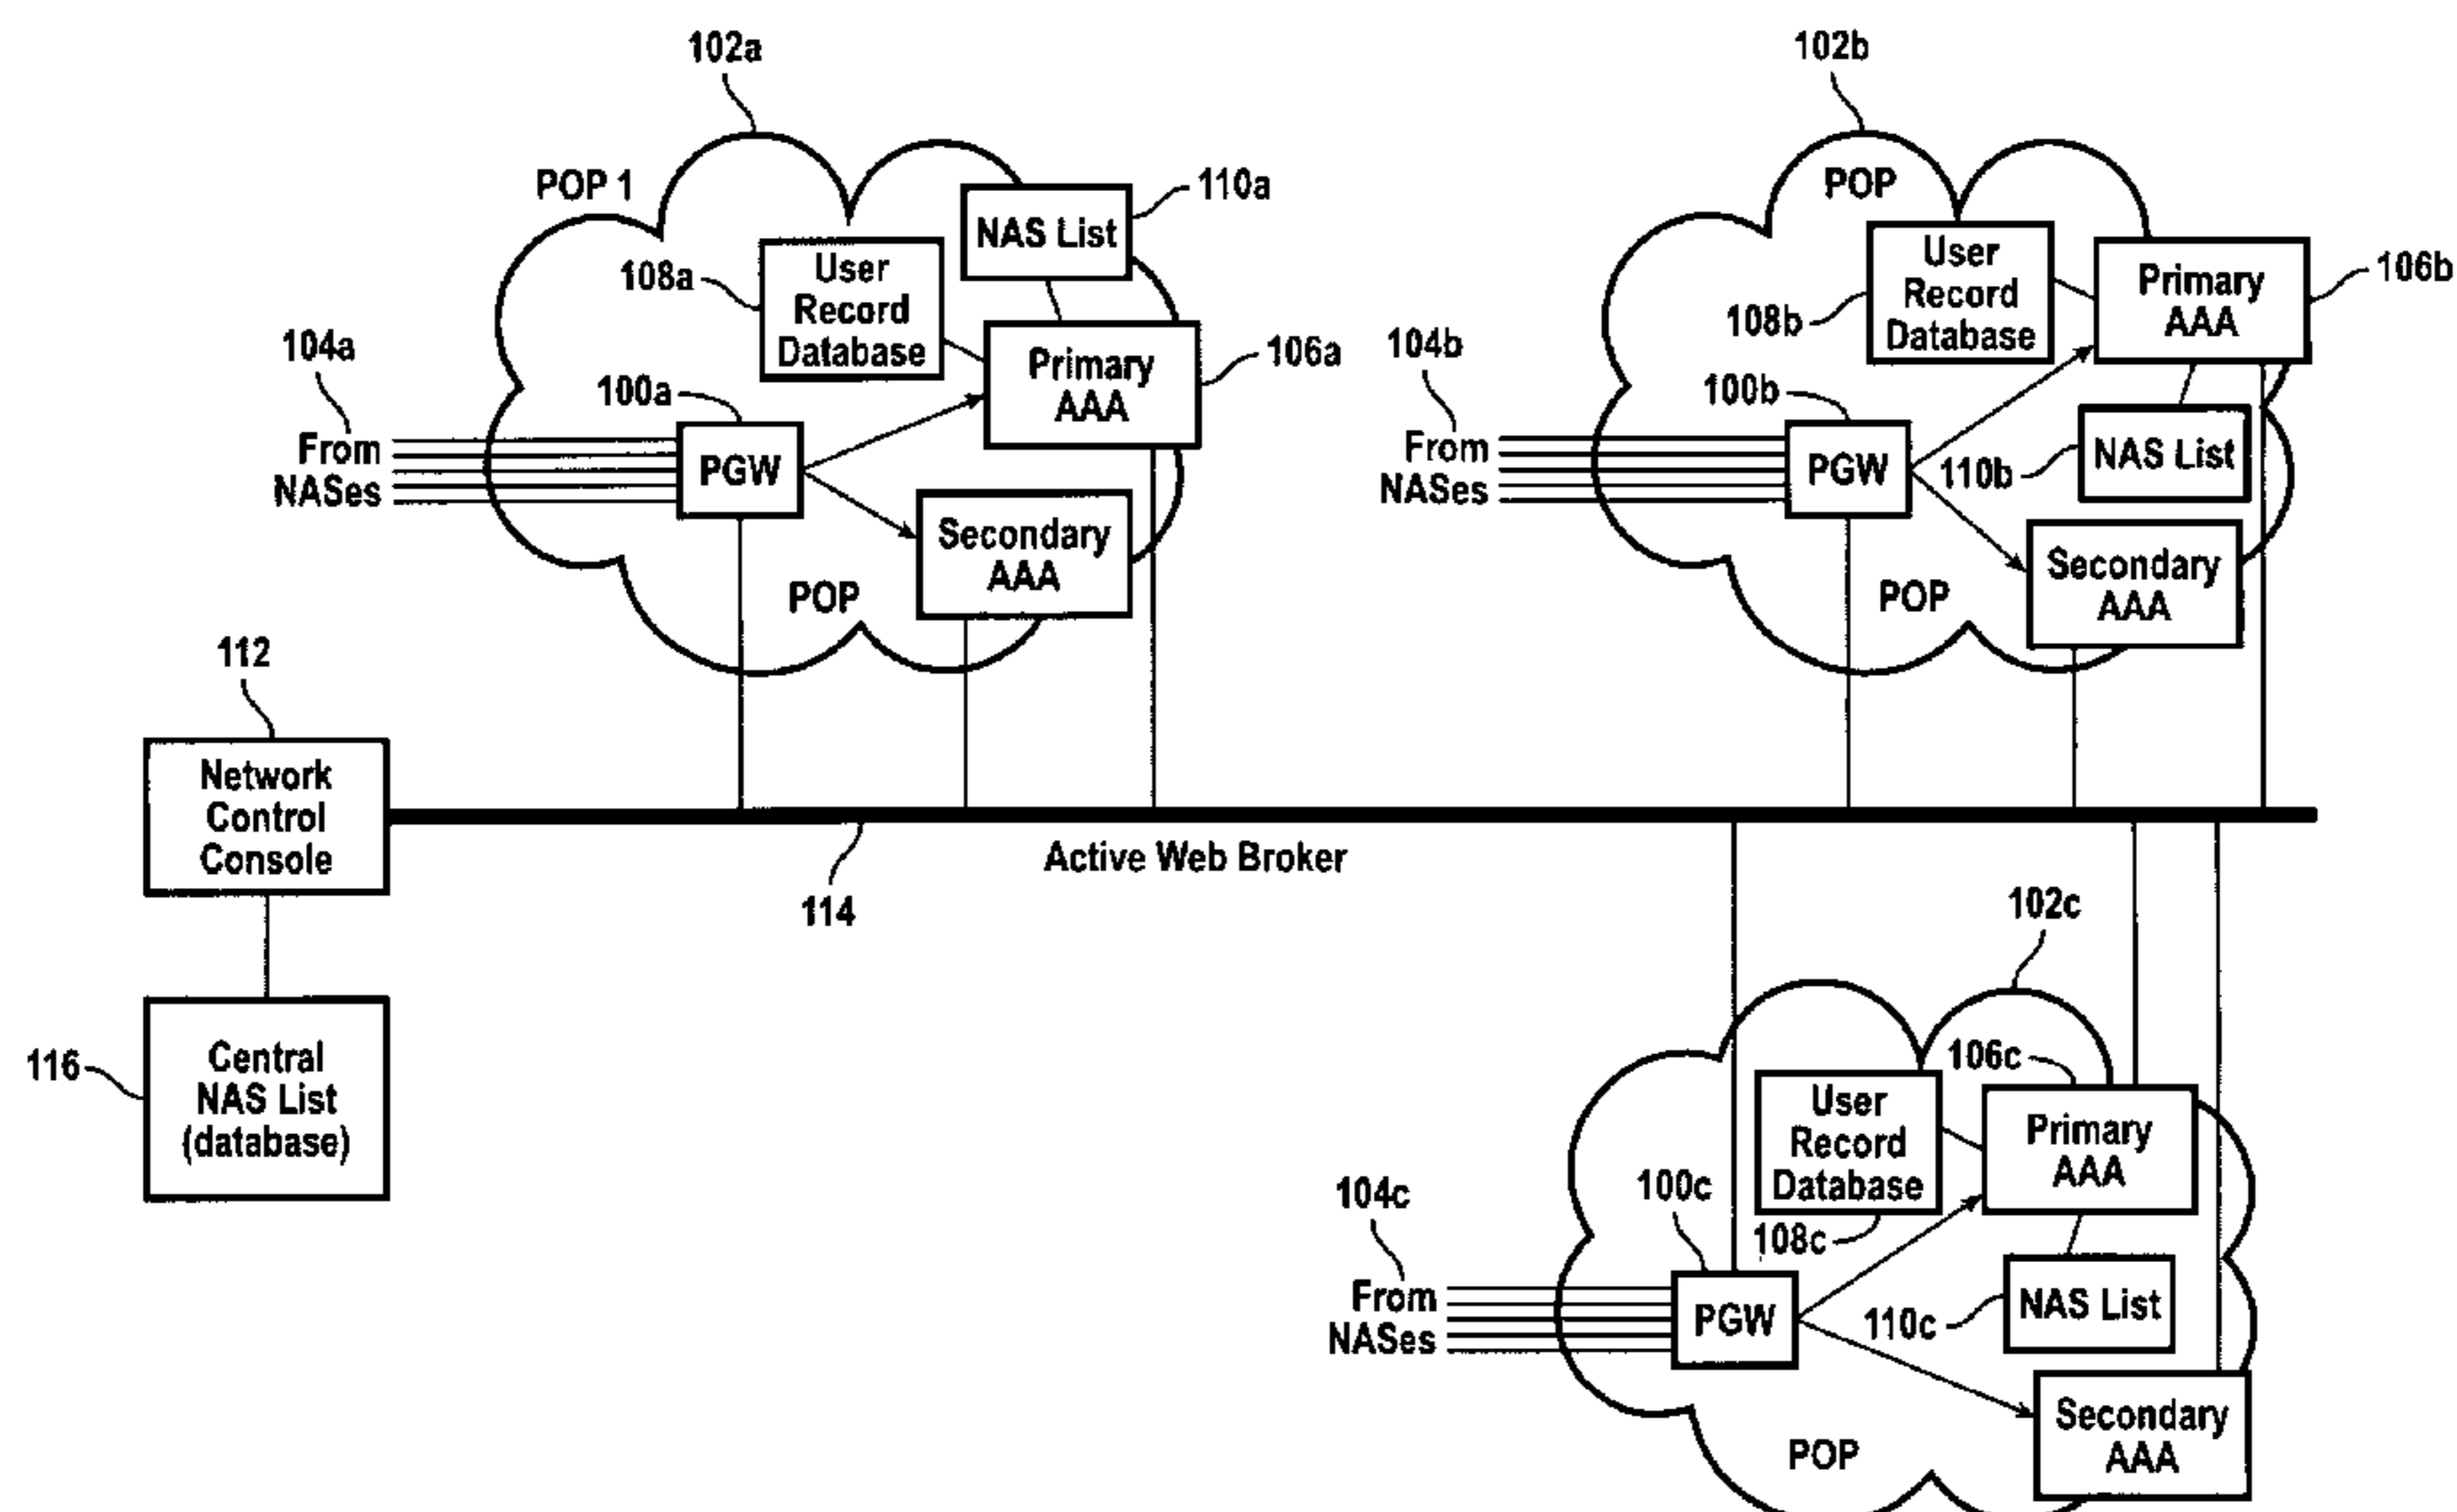 102a
POP 1
110a
NAS List
108a
User
Record
Database
104a
106a
Primary
AAA
100a
From
NASes
PGW
Secondary
AAA
POP
102b
POP
User
Record
Database
Primary
AAA
106b
108b
104b
100b
From
NASes
PGW
110b
NAS List
Secondary
AAA
POP
112
Network
Control
Console
Active Web Broker
114
116
Central
NAS List
(database)
102c
106c
User
Record
Database
Primary
AAA
104c
100c
108c
From
NASes
PGW
110c
NAS List
Secondary
AAA
POP